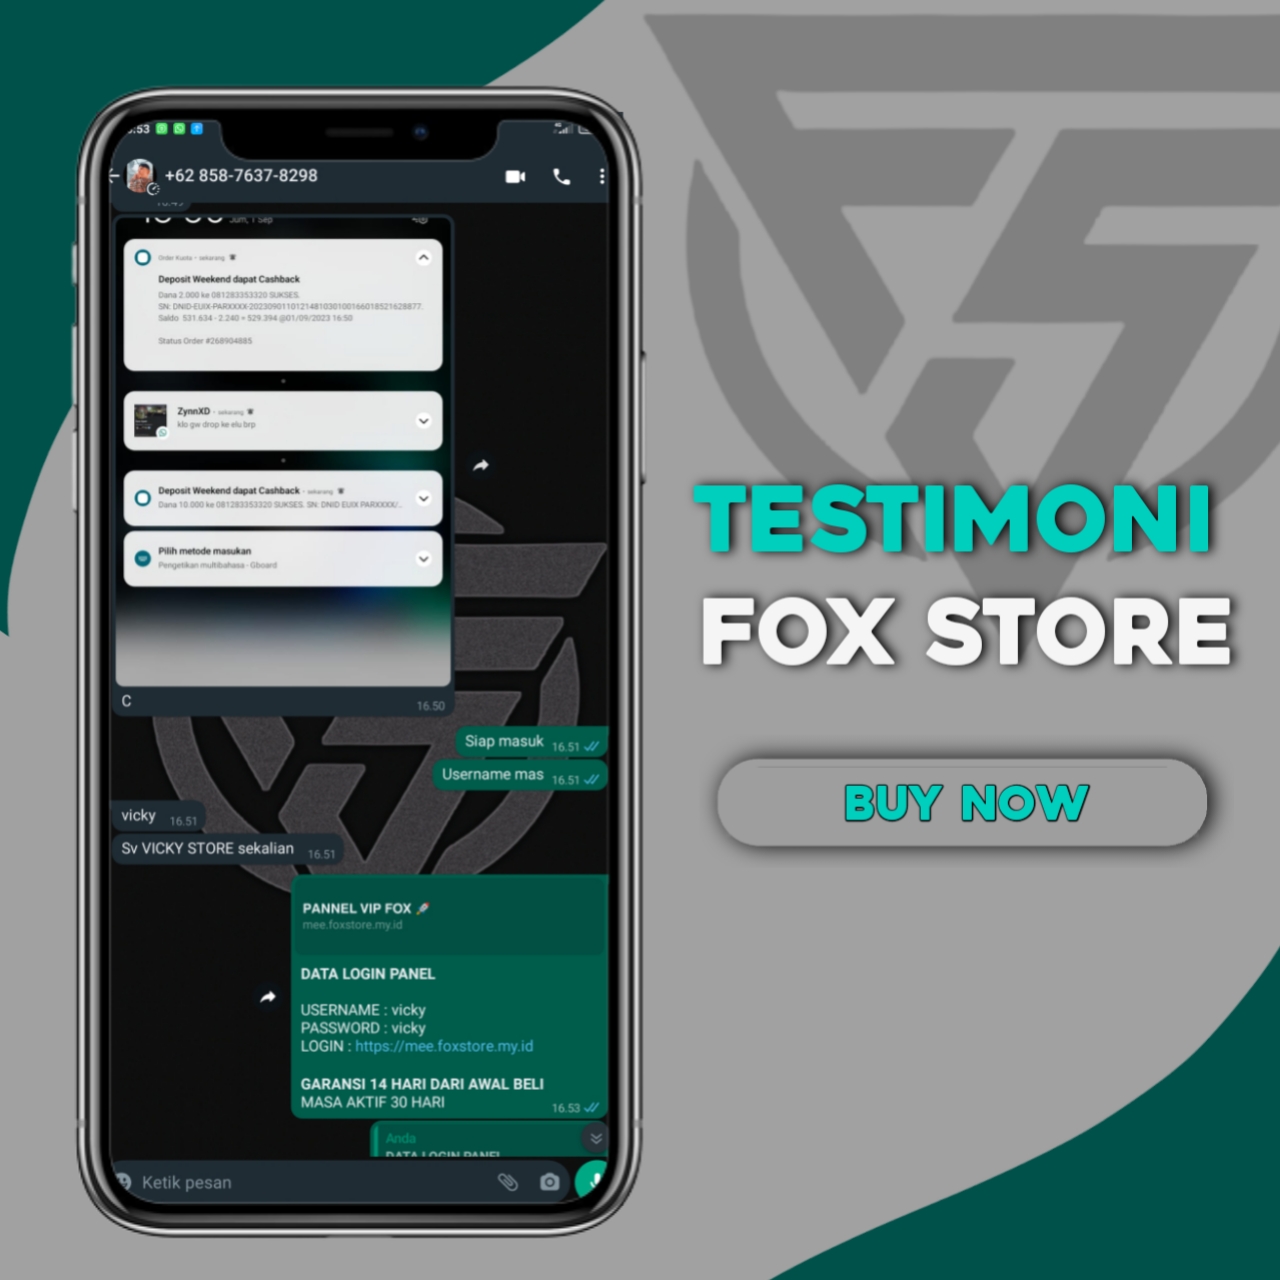 :53
+62 858-7637-8298
16.49
Jum, 1 Sep
Order Kuota - sekarang
Deposit Weekend dapat Cashback
Dana 2.000 ke 081283353320 SUKSES.
SN: DNID-EUIX-PARXXXX-2023090110121481030100166018521628877.
Saldo 531.634 - 2.240 = 529.394 @01/09/2023 16:50
Status Order #268904885
ZynnXD - sekarang
klo gw drop ke elu brp
Deposit Weekend dapat Cashback - sekarang
Dana 10.000 ke 081283353320 SUKSES. SN: DNID EUIX PARXXXX/...
Pilih metode masukan
Pengetikan multibahasa - Gboard
C 16.50
Siap masuk 16.51
Username mas 16.51
vicky 16.51
Sv VICKY STORE sekalian 16.51
PANNEL VIP FOX
mee.foxstore.my.id
DATA LOGIN PANEL
USERNAME : vicky
PASSWORD : vicky
LOGIN : https://mee.foxstore.my.id
GARANSI 14 HARI DARI AWAL BELI
MASA AKTIF 30 HARI 16.53
Anda
DATA LOGIN PANEL
Ketik pesan
TESTIMONI
FOX STORE
BUY NOW